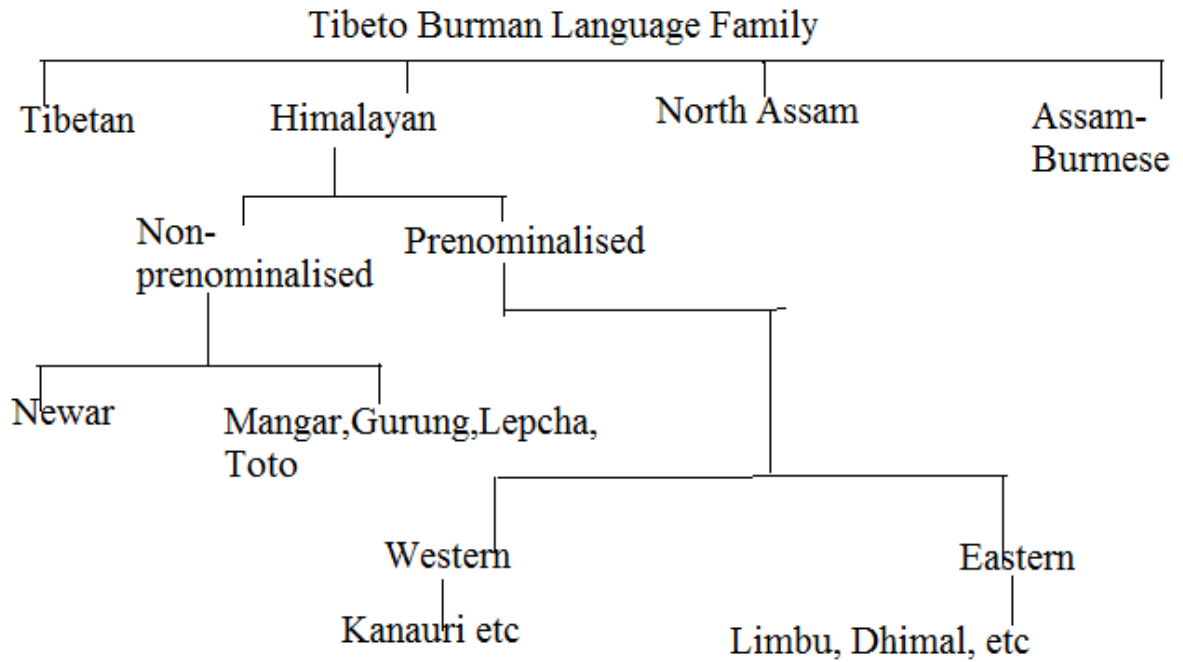 Tibeto Burman Language Family
Tibetan
Himalayan
North Assam
Assam-
Burmese
Non-
prenominalised
Prenominalised
Newar
Mangar,Gurung,Lepcha,
Toto
Western
Eastern
Kanauri etc
Limbu, Dhimal, etc